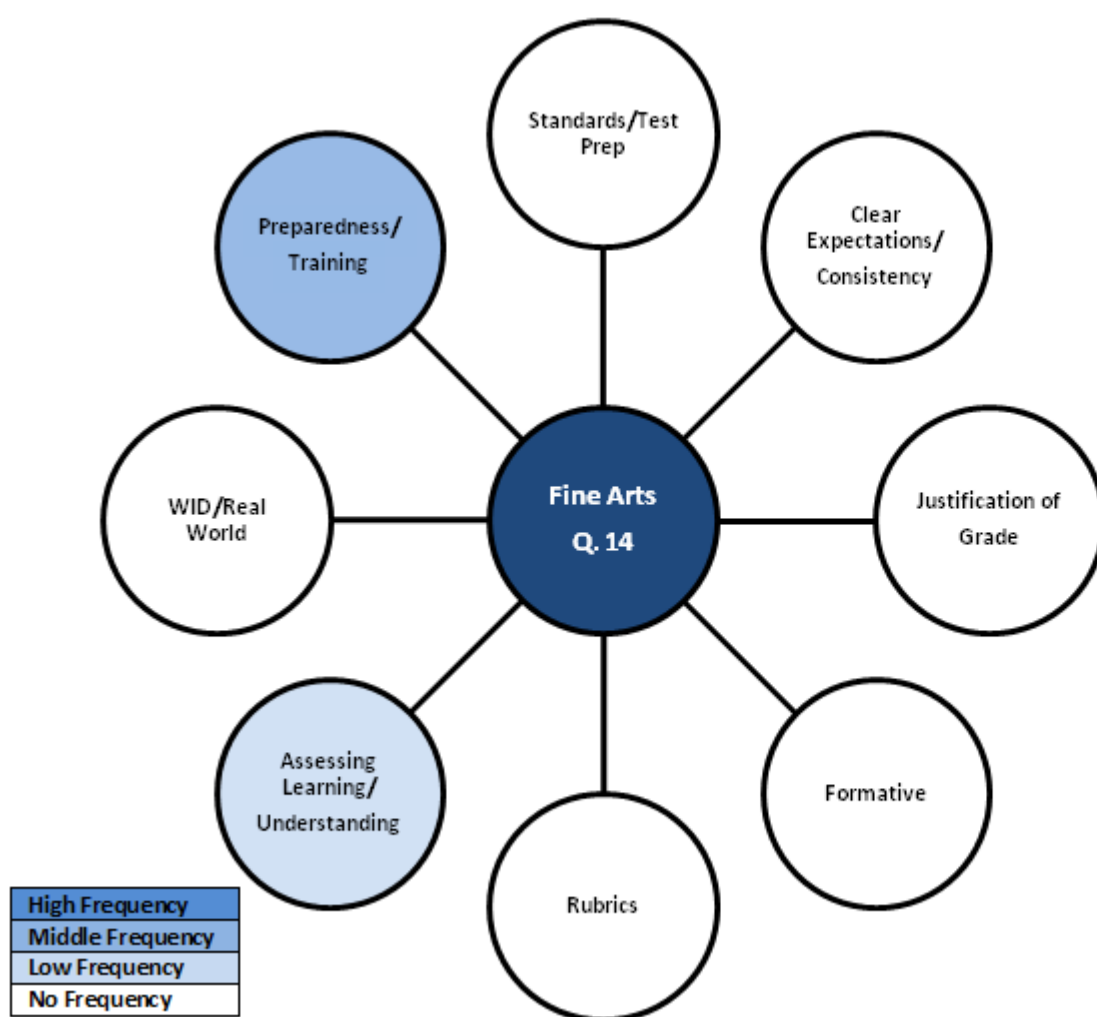 Standards/Test
Prep
Clear
Expectations/
Consistency
Preparedness/
Training
Fine Arts
Q. 14
Justification of
Grade
WID/Real
World
Assessing
Learning/
Understanding
Formative
Rubrics
High Frequency
Middle Frequency
Low Frequency
No Frequency